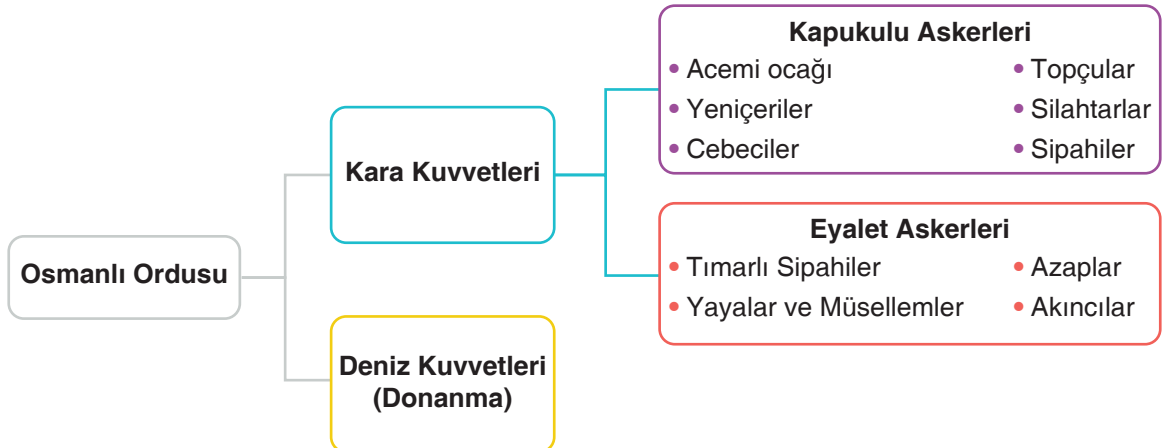 Osmanlı Ordusu
Kara Kuvvetleri
Deniz Kuvvetleri
(Donanma)
Kapukulu Askerleri
• Acemi ocağı
• Yeniçeriler
• Cebeciler
• Topçular
• Silahtarlar
• Sipahiler
Eyalet Askerleri
• Tımarlı Sipahiler
• Yayalar ve Müsellemler
• Azaplar
• Akıncılar